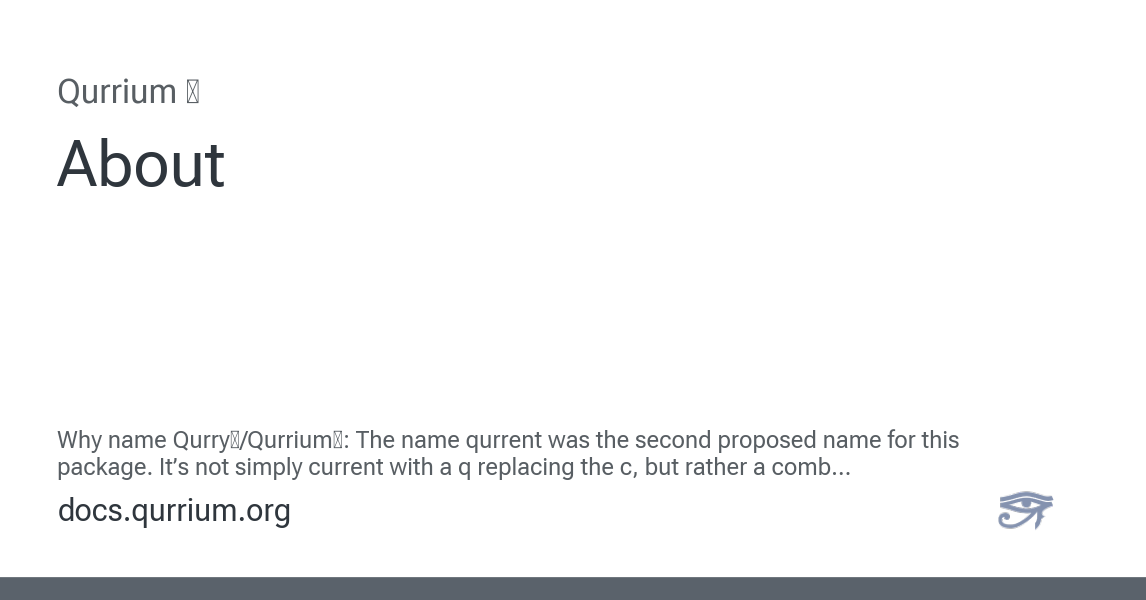 Qurrium
About
Why name Qurry/Qurrium: The name qurrent was the second proposed name for this
package. It’s not simply current with a q replacing the c, but rather a comb...
docs.qurrium.org